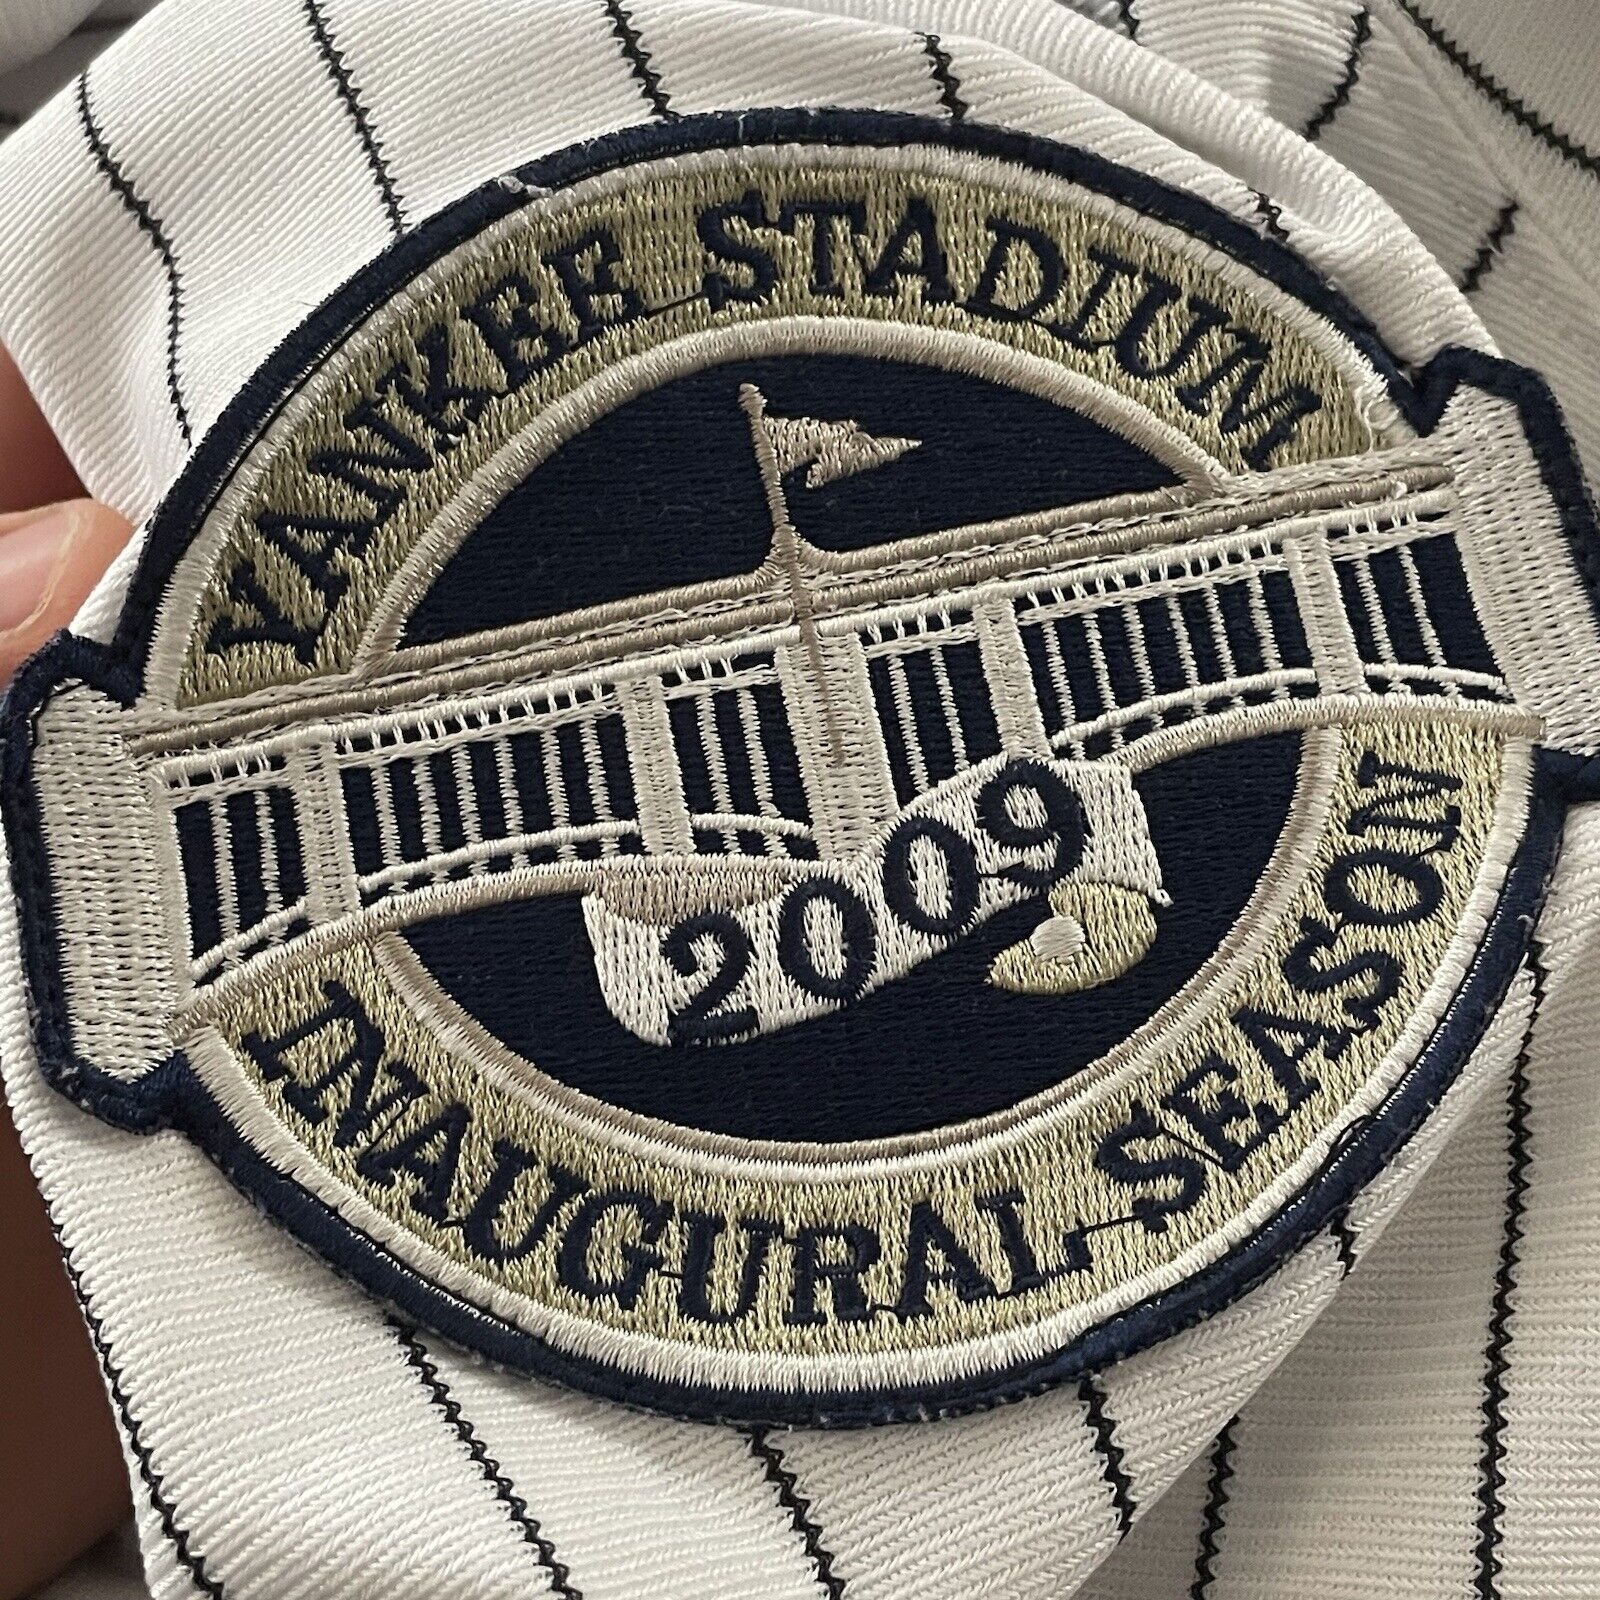 YANKEE STADIUM
2009
INAUGURAL SEASON